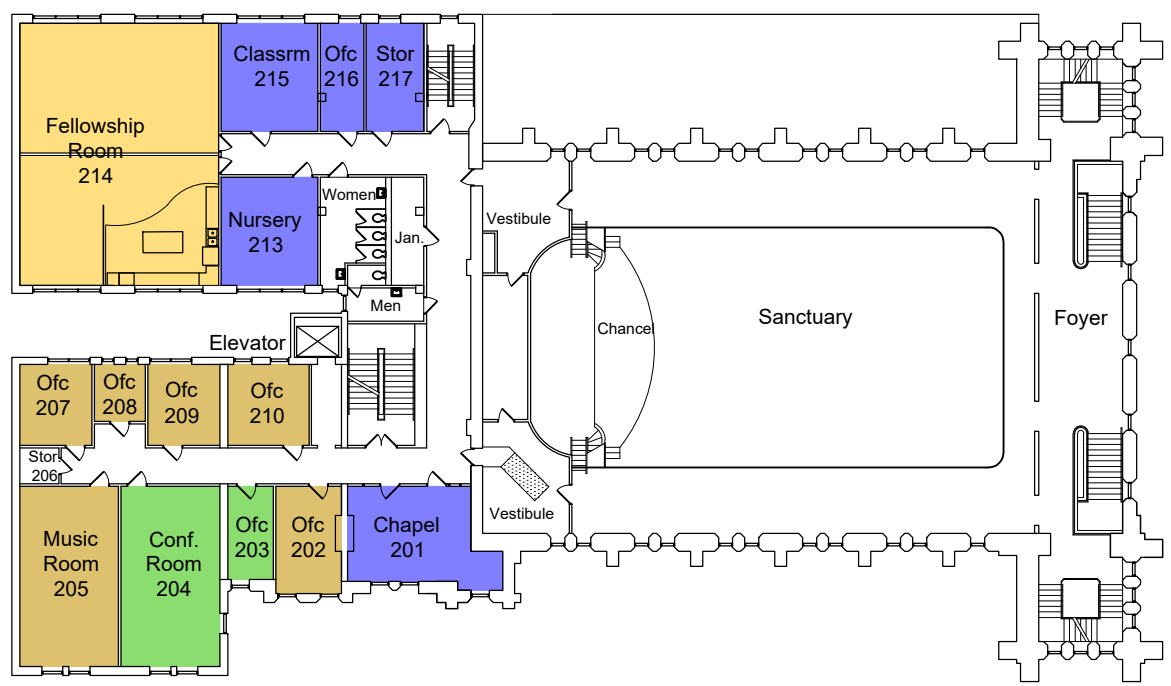 Classrm
215
Ofc
216
Stor
217
Fellowship
Room
214
Women
Nursery
213
Jan.
Men
Vestibule
Elevator
Chancel
Sanctuary
Foyer
Ofc
207
Ofc
208
Ofc
209
Ofc
210
Stor.
206
Music
Room
205
Conf.
Room
204
Ofc
203
Ofc
202
Chapel
201
Vestibule